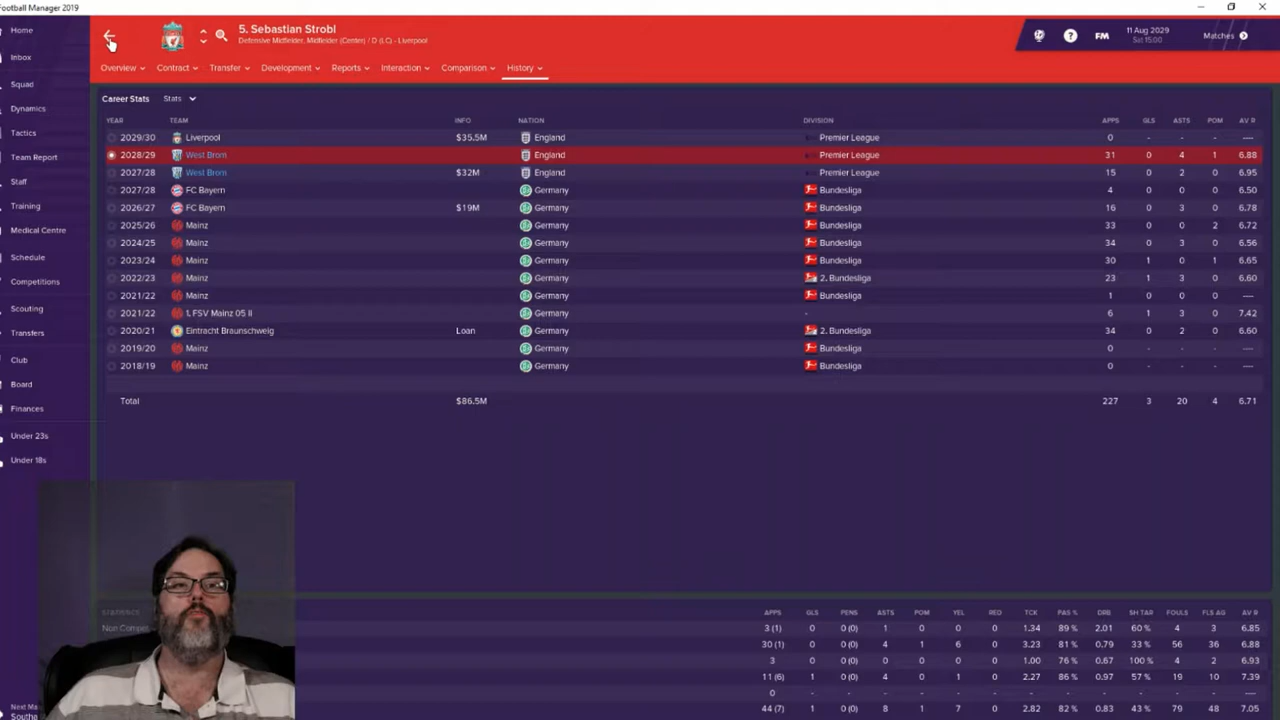 Football Manager 2019
Home
Inbox
Squad
Dynamics
Tactics
Team Report
Staff
Training
Medical Centre
Schedule
Competitions
Scouting
Transfers
Club
Board
Finances
Under 23s
Under 18s
5. Sebastian Strobl
Defensive Midfielder, Midfielder (Center) / D (LC) - Liverpool
11 Aug 2029
Sat 15:00
FM
Matches
Overview Contract Transfer Development Reports Interaction Comparison History
Career Stats Stats
YEAR TEAM INFO NATION DIVISION APPS GLS ASTS POM AV R
2029/30 Liverpool $35.5M England Premier League 0 - - - ----
2028/29 West Brom England Premier League 31 0 4 1 6.88
2027/28 West Brom $32M England Premier League 15 0 2 0 6.95
2027/28 FC Bayern Germany Bundesliga 4 0 0 0 6.50
2026/27 FC Bayern $19M Germany Bundesliga 16 0 3 0 6.78
2025/26 Mainz Germany Bundesliga 33 0 0 2 6.72
2024/25 Mainz Germany Bundesliga 34 0 3 0 6.56
2023/24 Mainz Germany Bundesliga 30 1 0 1 6.65
2022/23 Mainz Germany 2. Bundesliga 23 1 3 0 6.60
2021/22 Mainz Germany Bundesliga 1 0 0 0 ----
2021/22 1. FSV Mainz 05 II Germany - 6 1 3 0 7.42
2020/21 Eintracht Braunschweig Loan Germany 2. Bundesliga 34 0 2 0 6.60
2019/20 Mainz Germany Bundesliga 0 - - - ----
2018/19 Mainz Germany Bundesliga 0 - - - ----
Total $86.5M 227 3 20 4 6.71
STATISTICS APPS GLS PENS ASTS POM YEL RED TCK PAS % DRB SH TAR FOULS FLS AG AV R
Non Compet 3 (1) 0 0 (0) 1 0 0 0 1.34 89 % 2.01 60 % 4 3 6.85
30 (1) 0 0 (0) 4 1 6 0 3.23 81 % 0.79 33 % 56 36 6.88
3 0 0 (0) 0 0 0 0 1.00 76 % 0.67 100 % 4 2 6.93
11 (6) 1 0 (0) 4 0 1 0 2.27 86 % 0.97 57 % 19 10 7.39
0 - - - - - - - - - - - - -
44 (7) 1 0 (0) 8 1 7 0 2.82 82 % 0.83 43 % 79 48 7.05
Next Ma
Southa